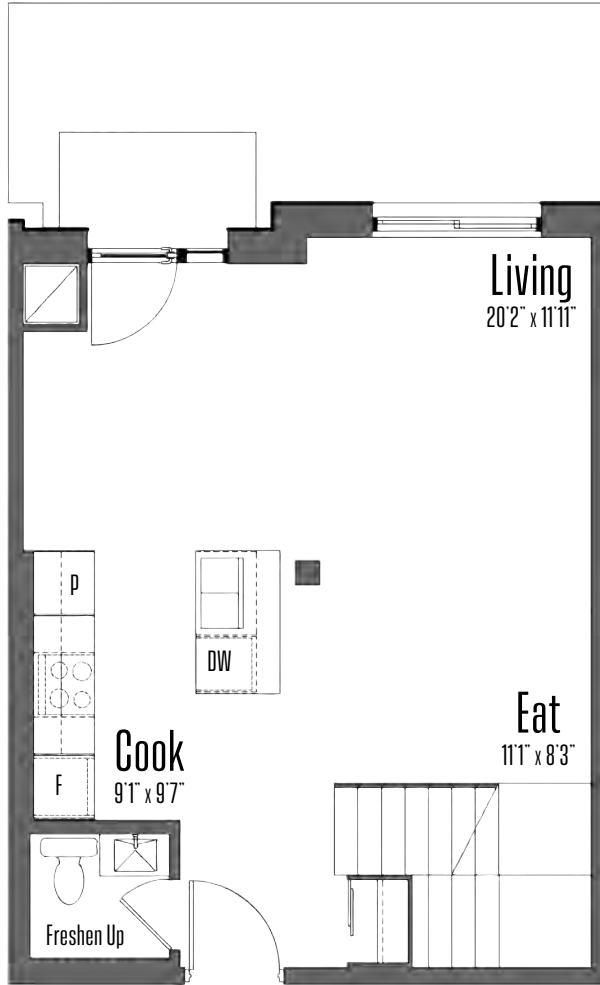 Living
20'2" x 11'11"
P
DW
Eat
11'1" x 8'3"
Cook
9'1" x 9'7"
F
Freshen Up